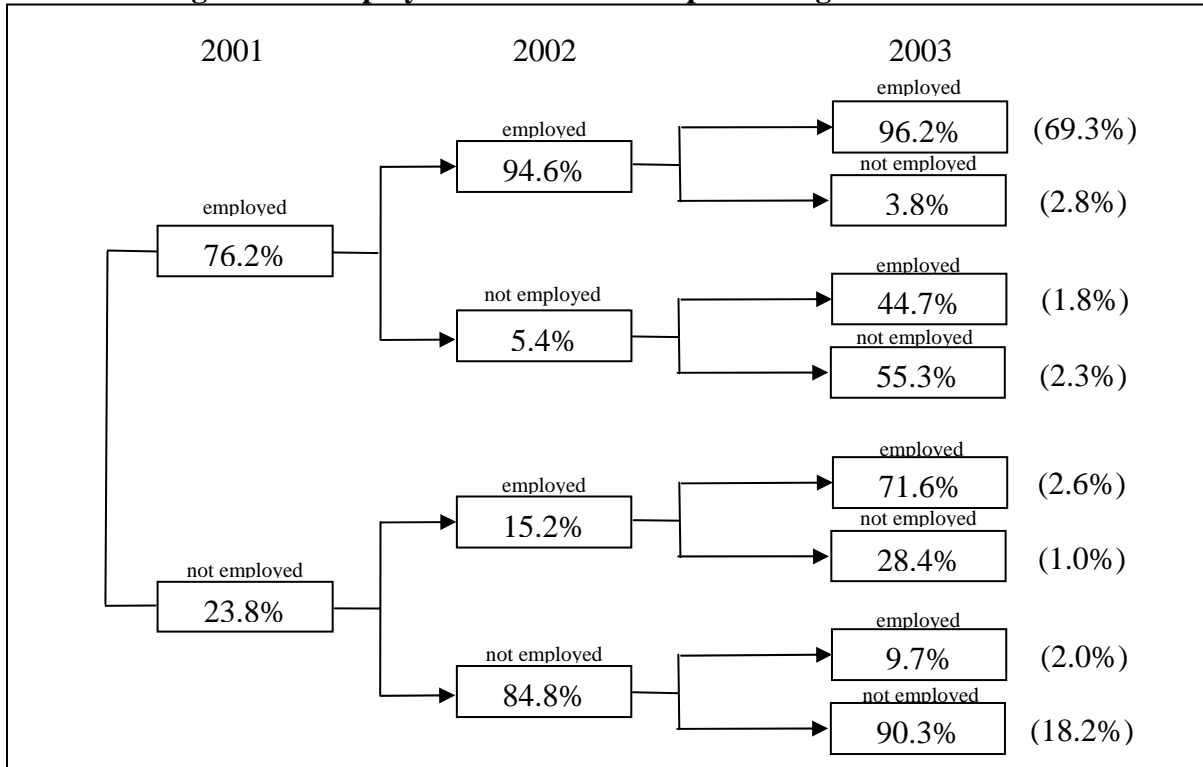 2001 2002 2003
employed
96.2% (69.3%)
employed
94.6%
not employed
3.8% (2.8%)
employed
76.2%
employed
44.7% (1.8%)
not employed
5.4%
not employed
55.3% (2.3%)
employed
71.6% (2.6%)
employed
15.2%
not employed
28.4% (1.0%)
not employed
23.8%
employed
9.7% (2.0%)
not employed
84.8%
not employed
90.3% (18.2%)